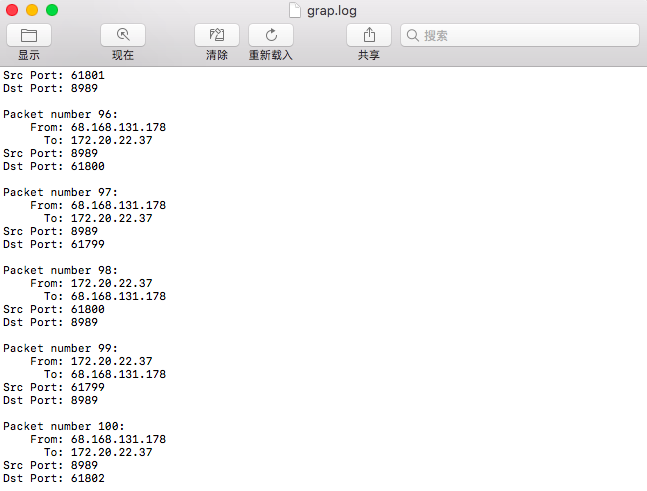 grap.log
显示
现在
清除
重新载入
共享
搜索
Src Port: 61801
Dst Port: 8989
Packet number 96:
From: 68.168.131.178
To: 172.20.22.37
Src Port: 8989
Dst Port: 61800
Packet number 97:
From: 68.168.131.178
To: 172.20.22.37
Src Port: 8989
Dst Port: 61799
Packet number 98:
From: 172.20.22.37
To: 68.168.131.178
Src Port: 61800
Dst Port: 8989
Packet number 99:
From: 172.20.22.37
To: 68.168.131.178
Src Port: 61799
Dst Port: 8989
Packet number 100:
From: 68.168.131.178
To: 172.20.22.37
Src Port: 8989
Dst Port: 61802